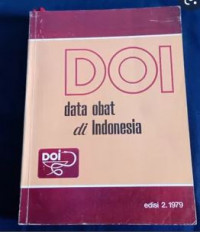 DOI
data obat
di Indonesia
DOI
edisi 2. 1979